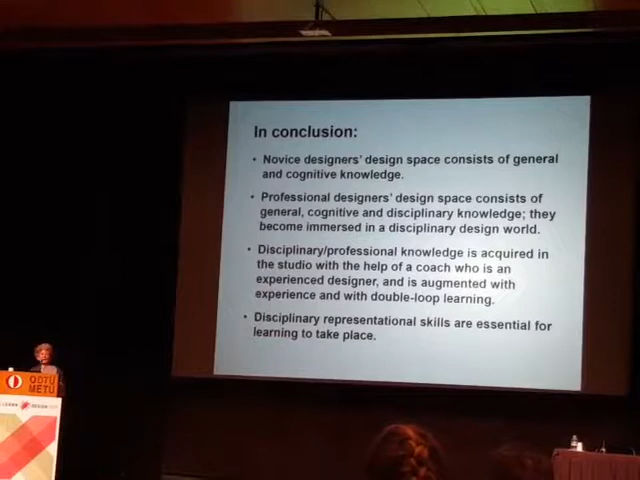 In conclusion:
• Novice designers' design space consists of general
and cognitive knowledge.
• Professional designers' design space consists of
general, cognitive and disciplinary knowledge; they
become immersed in a disciplinary design world.
• Disciplinary/professional knowledge is acquired in
the studio with the help of a coach who is an
experienced designer, and is augmented with
experience and with double-loop learning.
• Disciplinary representational skills are essential for
learning to take place.
ODTÜ
METU
LEARN
DESIGN